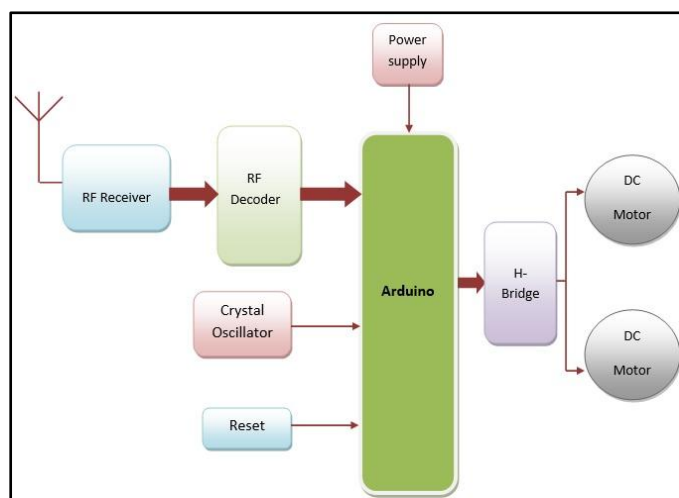 Power
supply
RF Receiver
RF
Decoder
DC
Motor
H-
Bridge
Arduino
Crystal
Oscillator
DC
Motor
Reset